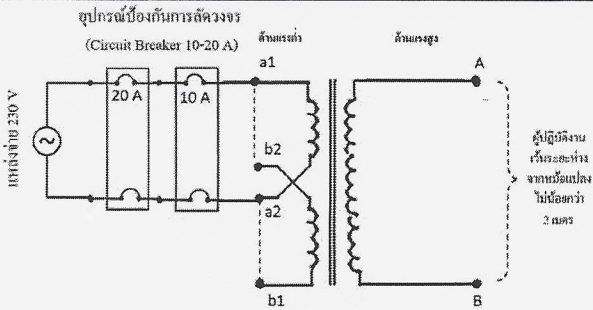 อุปกรณ์ป้องกันการลัดวงจร
(Circuit Breaker 10-20 A)
ด้านแรงต่ำ
ด้านแรงสูง
a1
A
20 A
10 A
แหล่งจ่าย 230 V
b2
a2
b1
B
ผู้ปฏิบัติงาน
เว้นระยะห่าง
จากหม้อแปลง
ไม่น้อยกว่า
2 เมตร